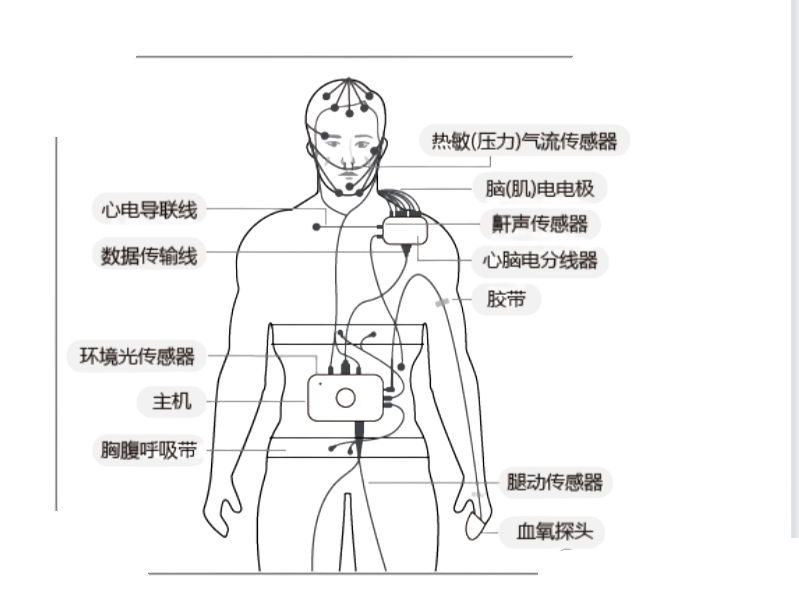 热敏(压力)气流传感器
脑(肌)电电极
心电导联线
鼾声传感器
数据传输线
心脑电分线器
胶带
环境光传感器
主机
胸腹呼吸带
腿动传感器
血氧探头